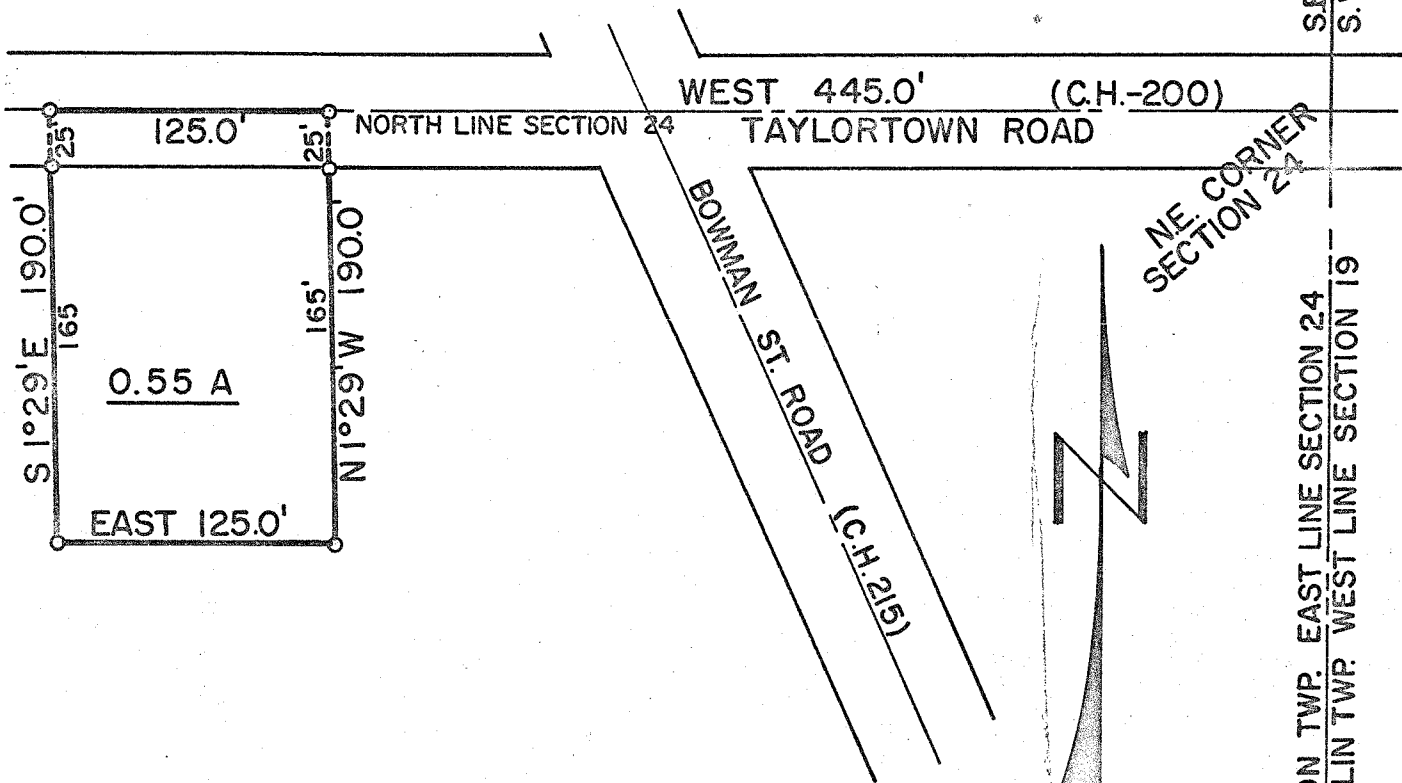 S.
WEST 445.0' (C.H.-200)
125.0'
NORTH LINE SECTION 24
TAYLORTOWN ROAD
25'
25'
N.E. CORNER
SECTION 24
S 1°29'E 190.0'
165
165'
N 1°29'W 190.0'
0.55 A
EAST 125.0'
BOWMAN ST. ROAD (C.H.215)
N
TWP. EAST LINE SECTION 24
TWP. WEST LINE SECTION 19